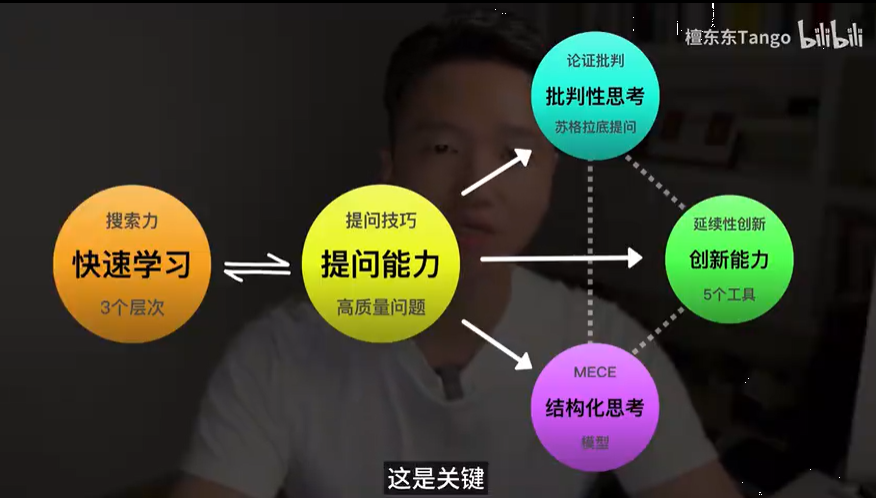 檀东东Tango bilibili
论证批判
批判性思考
苏格拉底提问
搜索力
快速学习
3个层次
提问技巧
提问能力
高质量问题
延续性创新
创新能力
5个工具
MECE
结构化思考
模型
这是关键